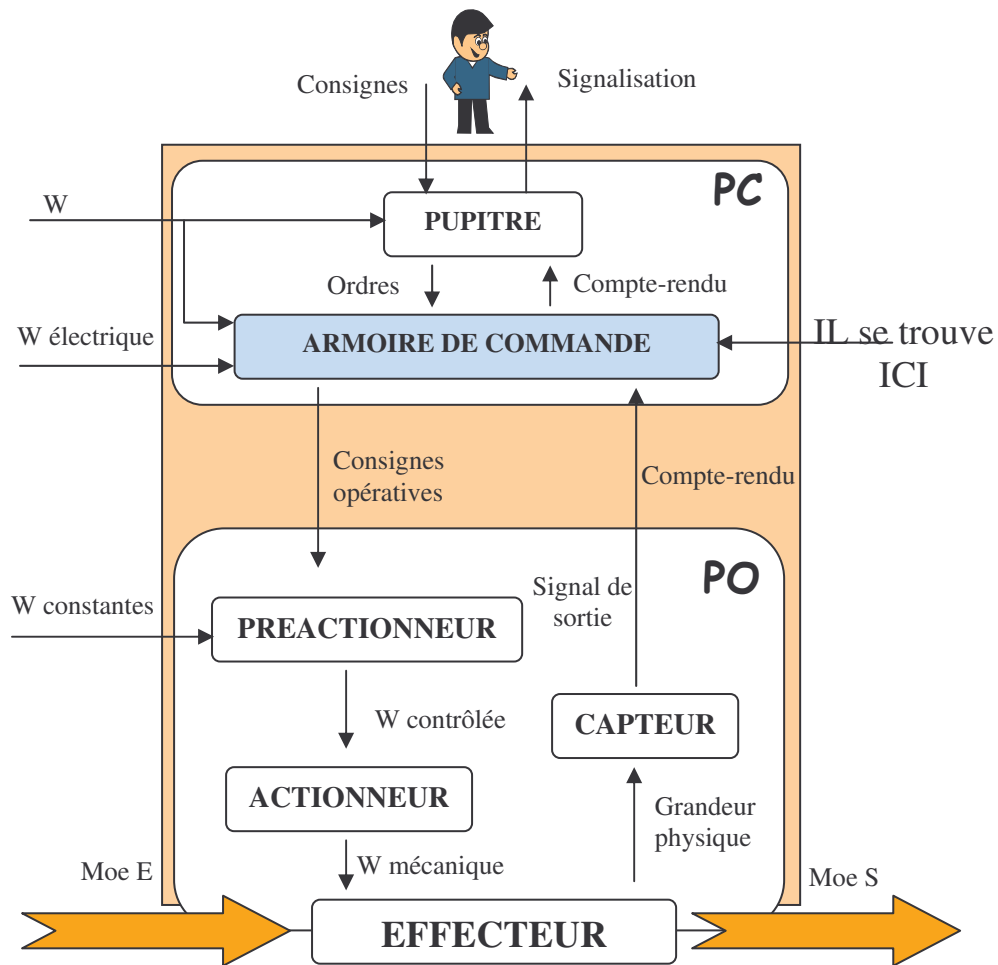 Consignes
Signalisation
PC
W
PUPITRE
Ordres
Compte-rendu
W électrique
ARMOIRE DE COMMANDE
IL se trouve
ICI
Consignes
opératives
Compte-rendu
PO
W constantes
PREACTIONNEUR
Signal de
sortie
W contrôlée
CAPTEUR
ACTIONNEUR
Grandeur
physique
W mécanique
Moe E
Moe S
EFFECTEUR